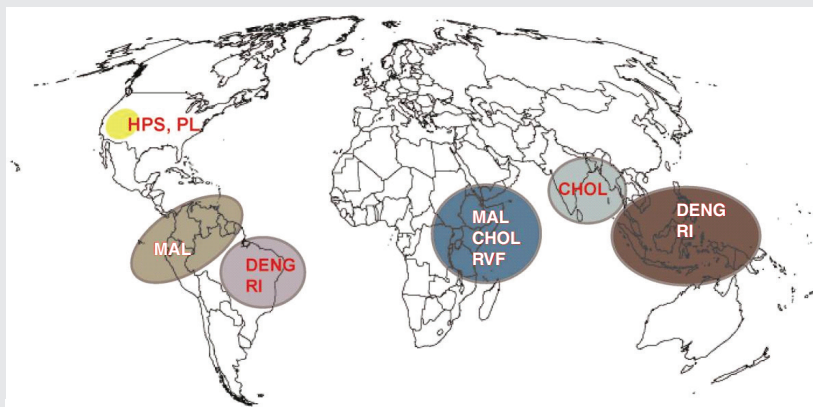 HPS, PL
MAL
DENG
RI
MAL
CHOL
RVF
CHOL
DENG
RI